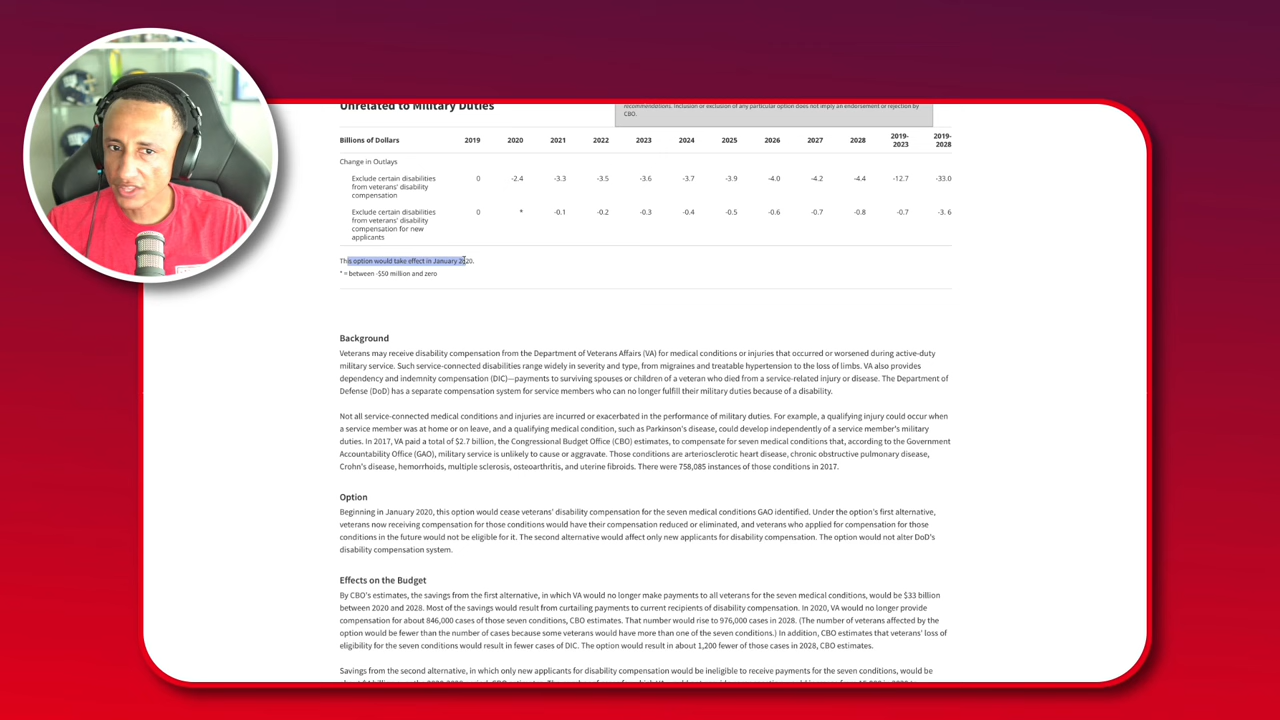 Unrelated to Military Duties
recommendations. Inclusion or exclusion of any particular option does not imply an endorsement or rejection by
CBO.
Billions of Dollars 2019 2020 2021 2022 2023 2024 2025 2026 2027 2028 2019-2023 2019-2028
Change in Outlays
Exclude certain disabilities 0 -2.4 -3.3 -3.5 -3.6 -3.7 -3.9 -4.0 -4.2 -4.4 -12.7 -33.0
from veterans' disability
compensation
Exclude certain disabilities 0 * -0.1 -0.2 -0.3 -0.4 -0.5 -0.6 -0.7 -0.8 -0.7 -3. 6
from veterans' disability
compensation for new
applicants
This option would take effect in January 2020.
* = between -$50 million and zero
Background
Veterans may receive disability compensation from the Department of Veterans Affairs (VA) for medical conditions or injuries that occurred or worsened during active-duty
military service. Such service-connected disabilities range widely in severity and type, from migraines and treatable hypertension to the loss of limbs. VA also provides
dependency and indemnity compensation (DIC)—payments to surviving spouses or children of a veteran who died from a service-related injury or disease. The Department of
Defense (DoD) has a separate compensation system for service members who can no longer fulfill their military duties because of a disability.
Not all service-connected medical conditions and injuries are incurred or exacerbated in the performance of military duties. For example, a qualifying injury could occur when
a service member was at home or on leave, and a qualifying medical condition, such as Parkinson's disease, could develop independently of a service member's military
duties. In 2017, VA paid a total of $2.7 billion, the Congressional Budget Office (CBO) estimates, to compensate for seven medical conditions that, according to the Government
Accountability Office (GAO), military service is unlikely to cause or aggravate. Those conditions are arteriosclerotic heart disease, chronic obstructive pulmonary disease,
Crohn's disease, hemorrhoids, multiple sclerosis, osteoarthritis, and uterine fibroids. There were 758,085 instances of those conditions in 2017.
Option
Beginning in January 2020, this option would cease veterans' disability compensation for the seven medical conditions GAO identified. Under the option's first alternative,
veterans now receiving compensation for those conditions would have their compensation reduced or eliminated, and veterans who applied for compensation for those
conditions in the future would not be eligible for it. The second alternative would affect only new applicants for disability compensation. The option would not alter DoD's
disability compensation system.
Effects on the Budget
By CBO's estimates, the savings from the first alternative, in which VA would no longer make payments to all veterans for the seven medical conditions, would be $33 billion
between 2020 and 2028. Most of the savings would result from curtailing payments to current recipients of disability compensation. In 2020, VA would no longer provide
compensation for about 846,000 cases of those seven conditions, CBO estimates. That number would rise to 976,000 cases in 2028. (The number of veterans affected by the
option would be fewer than the number of cases because some veterans would have more than one of the seven conditions.) In addition, CBO estimates that veterans' loss of
eligibility for the seven conditions would result in fewer cases of DIC. The option would result in about 1,200 fewer of those cases in 2028, CBO estimates.
Savings from the second alternative, in which only new applicants for disability compensation would be ineligible to receive payments for the seven conditions, would be